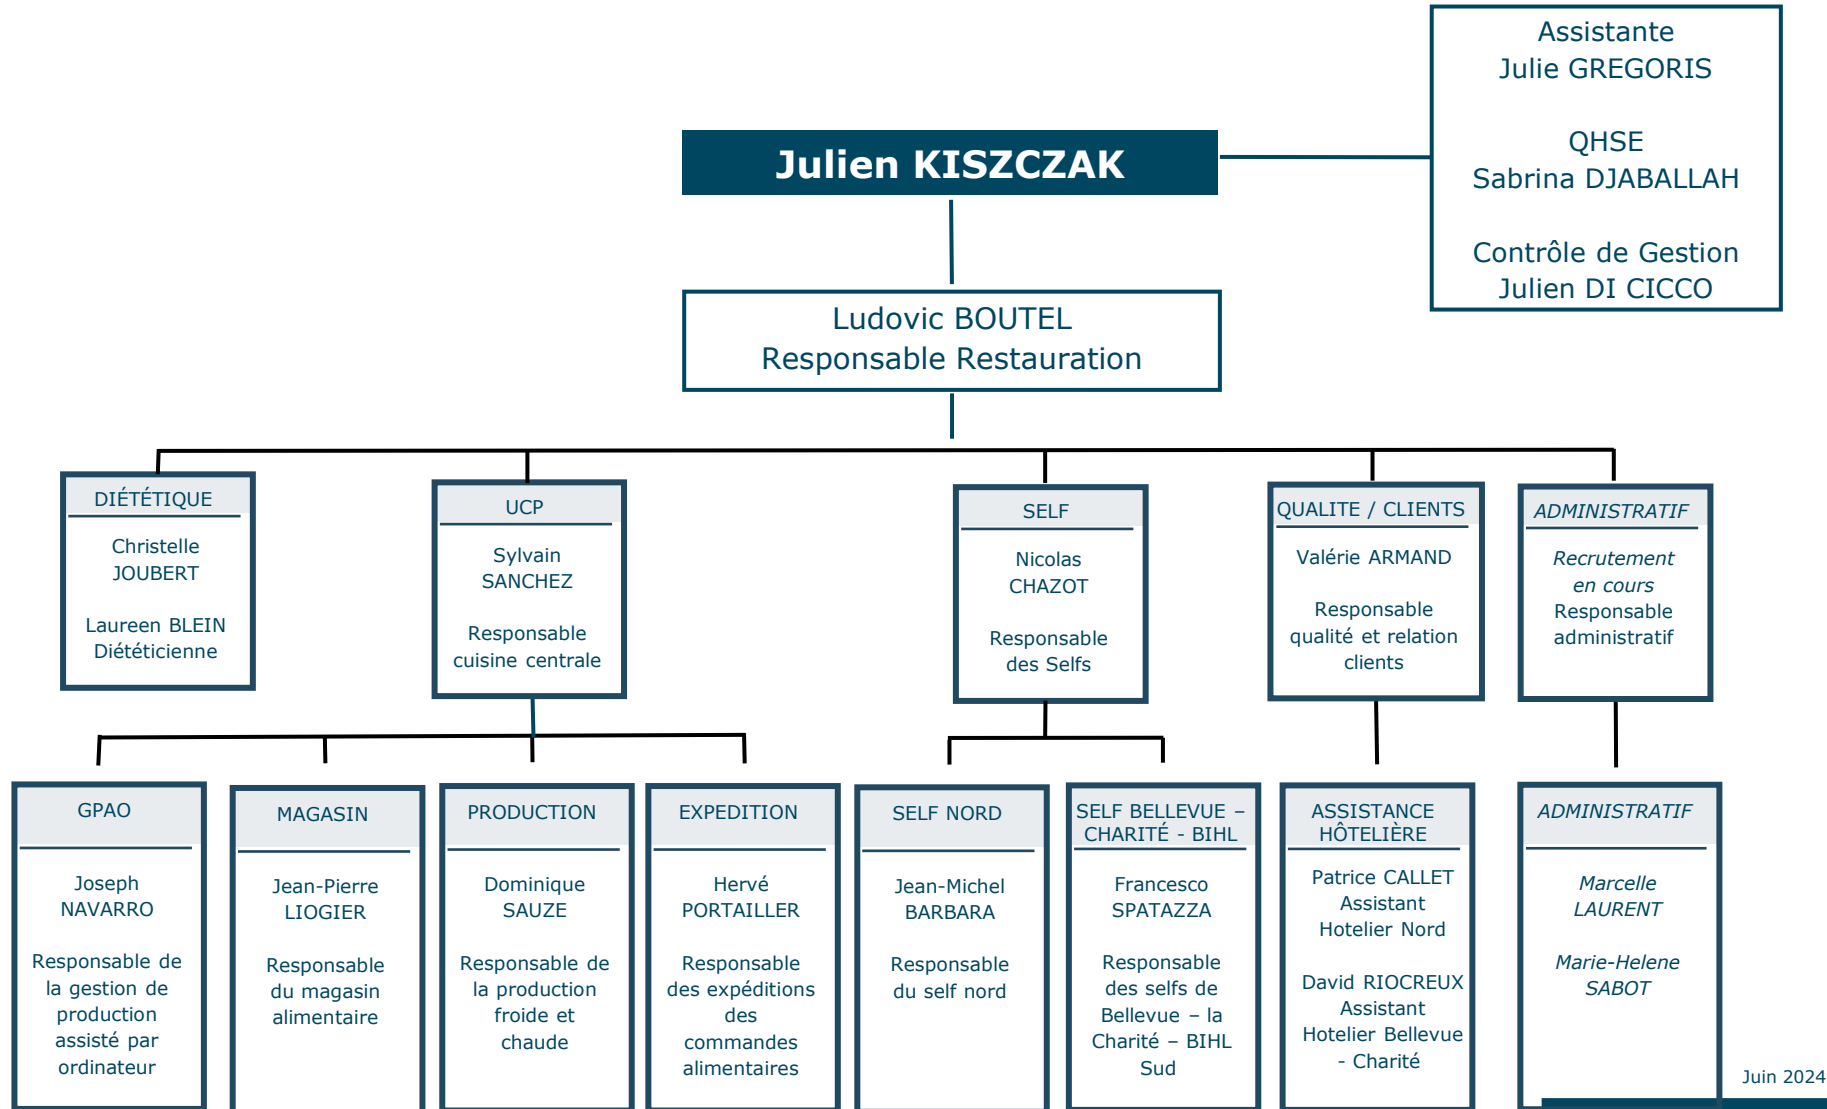 Assistante
Julie GREGORIS
QHSE
Sabrina DJABALLAH
Contrôle de Gestion
Julien DI CICCO
Julien KISZCZAK
Ludovic BOUTEL
Responsable Restauration
DIÉTÉTIQUE
Christelle
JOUBERT
Laureen BLEIN
Diététicienne
UCP
Sylvain
SANCHEZ
Responsable
cuisine centrale
SELF
Nicolas
CHAZOT
Responsable
des Selfs
QUALITE / CLIENTS
Valérie ARMAND
Responsable
qualité et relation
clients
ADMINISTRATIF
Recrutement
en cours
Responsable
administratif
GPAO
Joseph
NAVARRO
Responsable de
la gestion de
production
assisté par
ordinateur
MAGASIN
Jean-Pierre
LIOGIER
Responsable
du magasin
alimentaire
PRODUCTION
Dominique
SAUZE
Responsable de
la production
froide et
chaude
EXPEDITION
Hervé
PORTAILLER
Responsable
des expéditions
des
commandes
alimentaires
SELF NORD
Jean-Michel
BARBARA
Responsable
du self nord
SELF BELLEVUE –
CHARITÉ - BIHL
Francesco
SPATAZZA
Responsable
des selfs de
Bellevue – la
Charité – BIHL
Sud
ASSISTANCE
HÔTELIÈRE
Patrice CALLET
Assistant
Hotelier Nord
David RIOCREUX
Assistant
Hotelier Bellevue
- Charité
ADMINISTRATIF
Marcelle
LAURENT
Marie-Helene
SABOT
Juin 2024